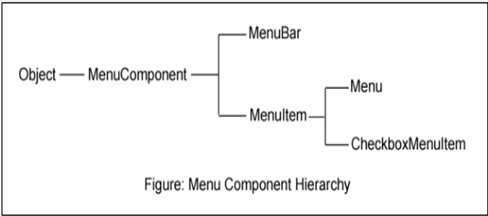 MenuBar
Object MenuComponent
Menu
MenuItem
CheckboxMenuItem
Figure: Menu Component Hierarchy